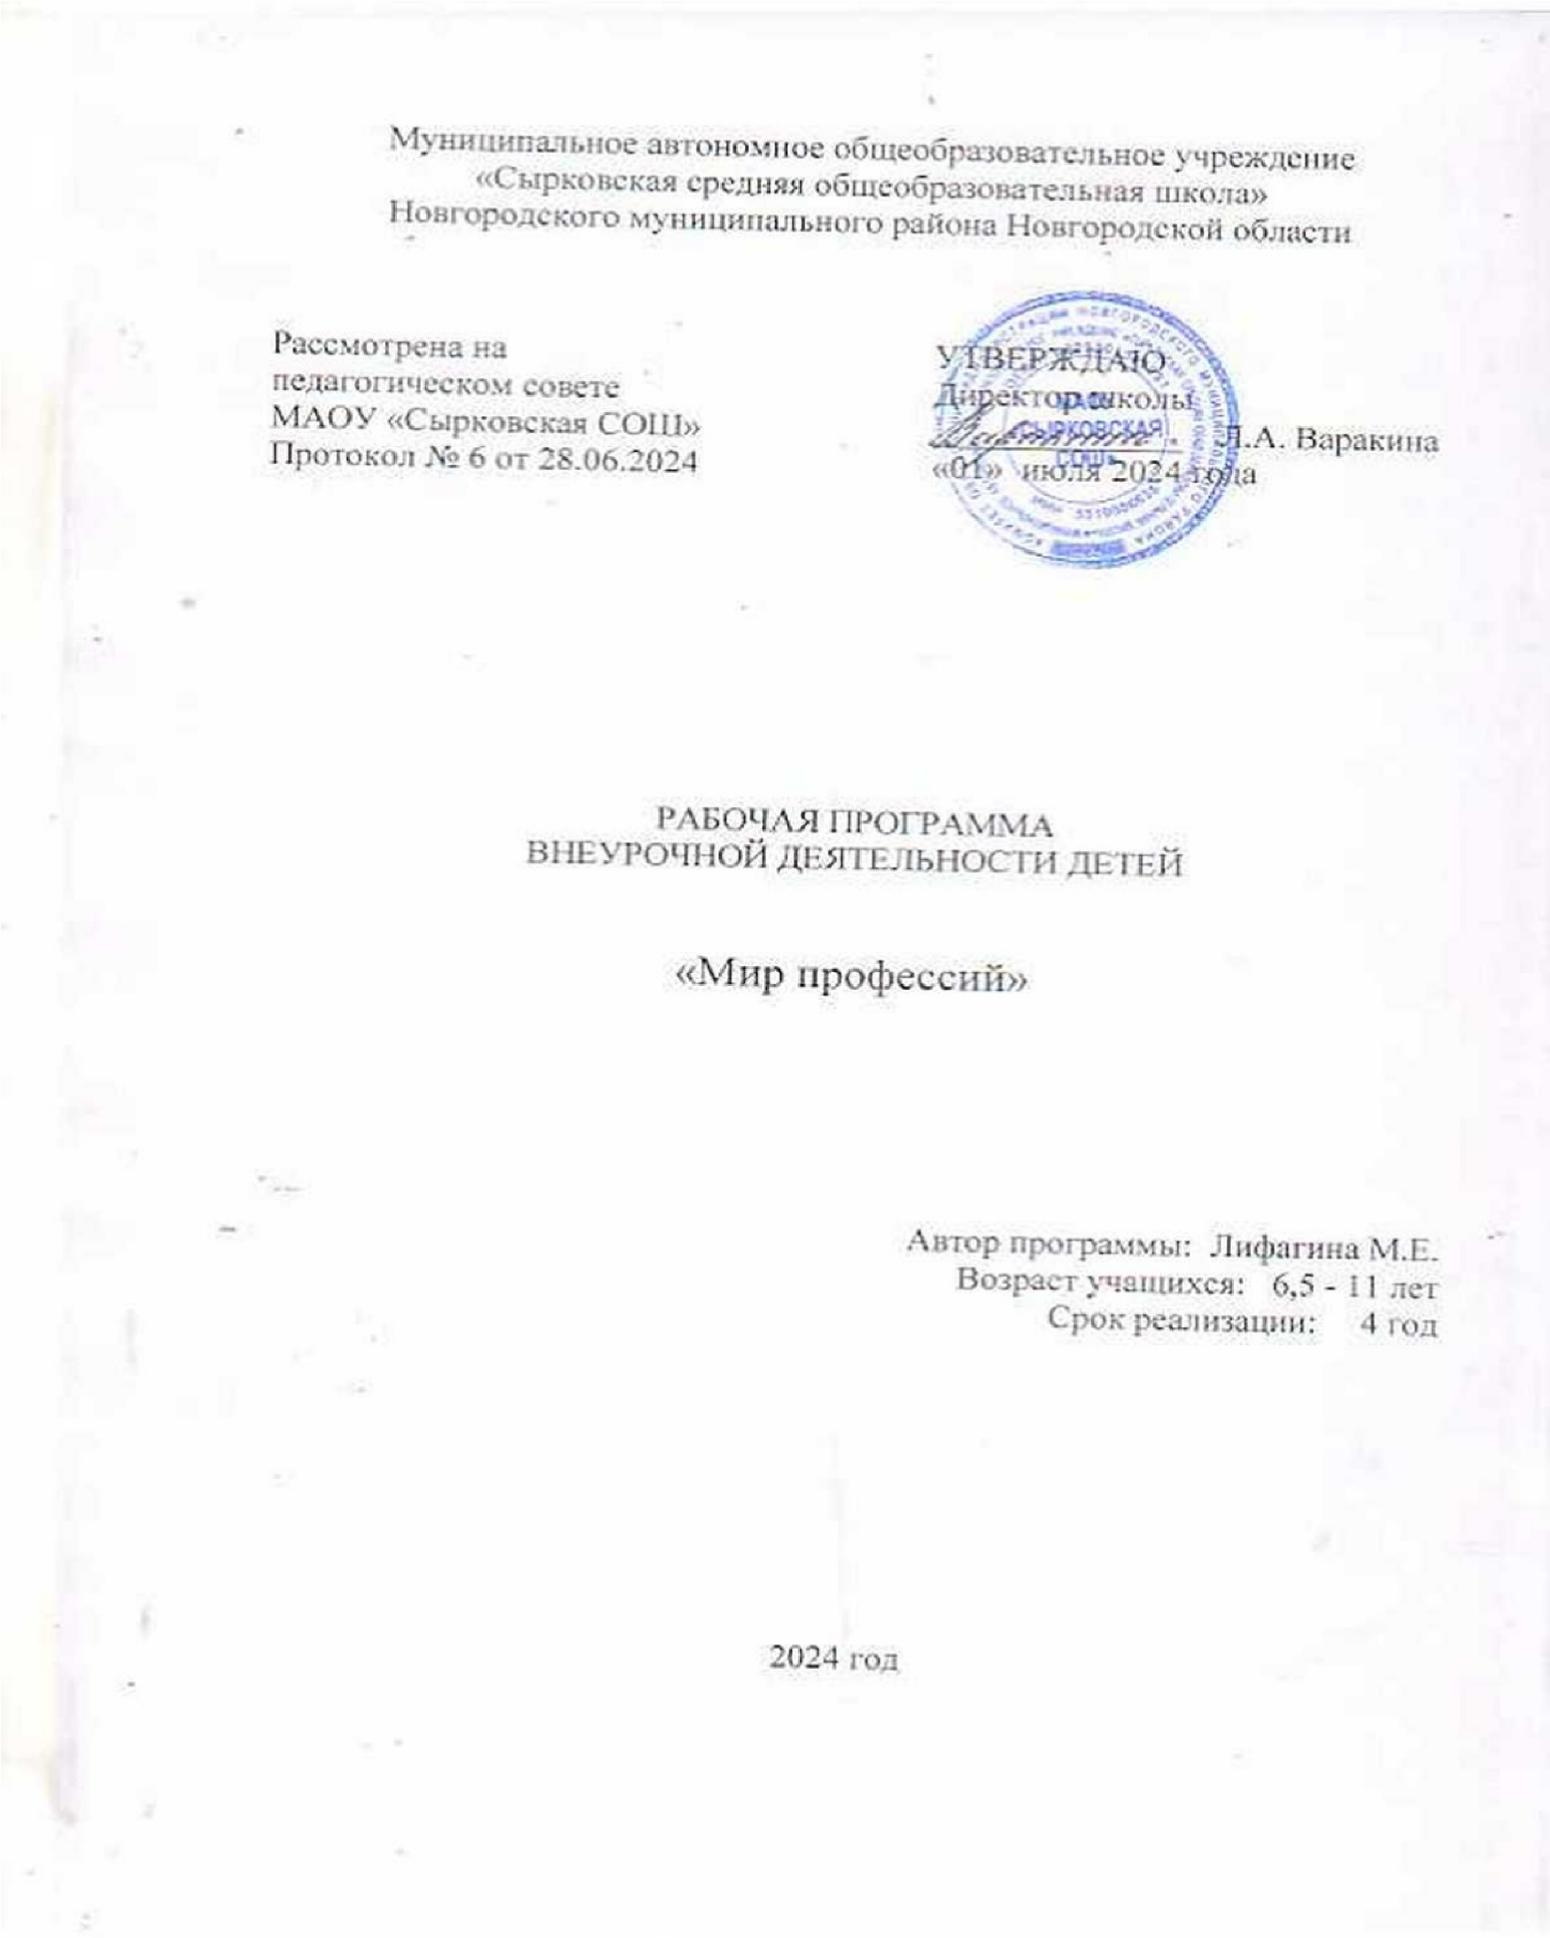 Муниципальное автономное общеобразовательное учреждение
«Сырковская средняя общеобразовательная школа»
Новгородского муниципального района Новгородской области
Рассмотрена на
педагогическом совете
МАОУ «Сырковская СОШ»
Протокол № 6 от 28.06.2024
УТВЕРЖДАЮ
Директор школы
Л.А. Варакина
«01» июля 2024 года
СЫРКОВСКАЯ
СОШ»
РАБОЧАЯ ПРОГРАММА
ВНЕУРОЧНОЙ ДЕЯТЕЛЬНОСТИ ДЕТЕЙ
«Мир профессий»
Автор программы: Лифагина М.Е.
Возраст учащихся: 6,5 - 11 лет
Срок реализации: 4 год
2024 год